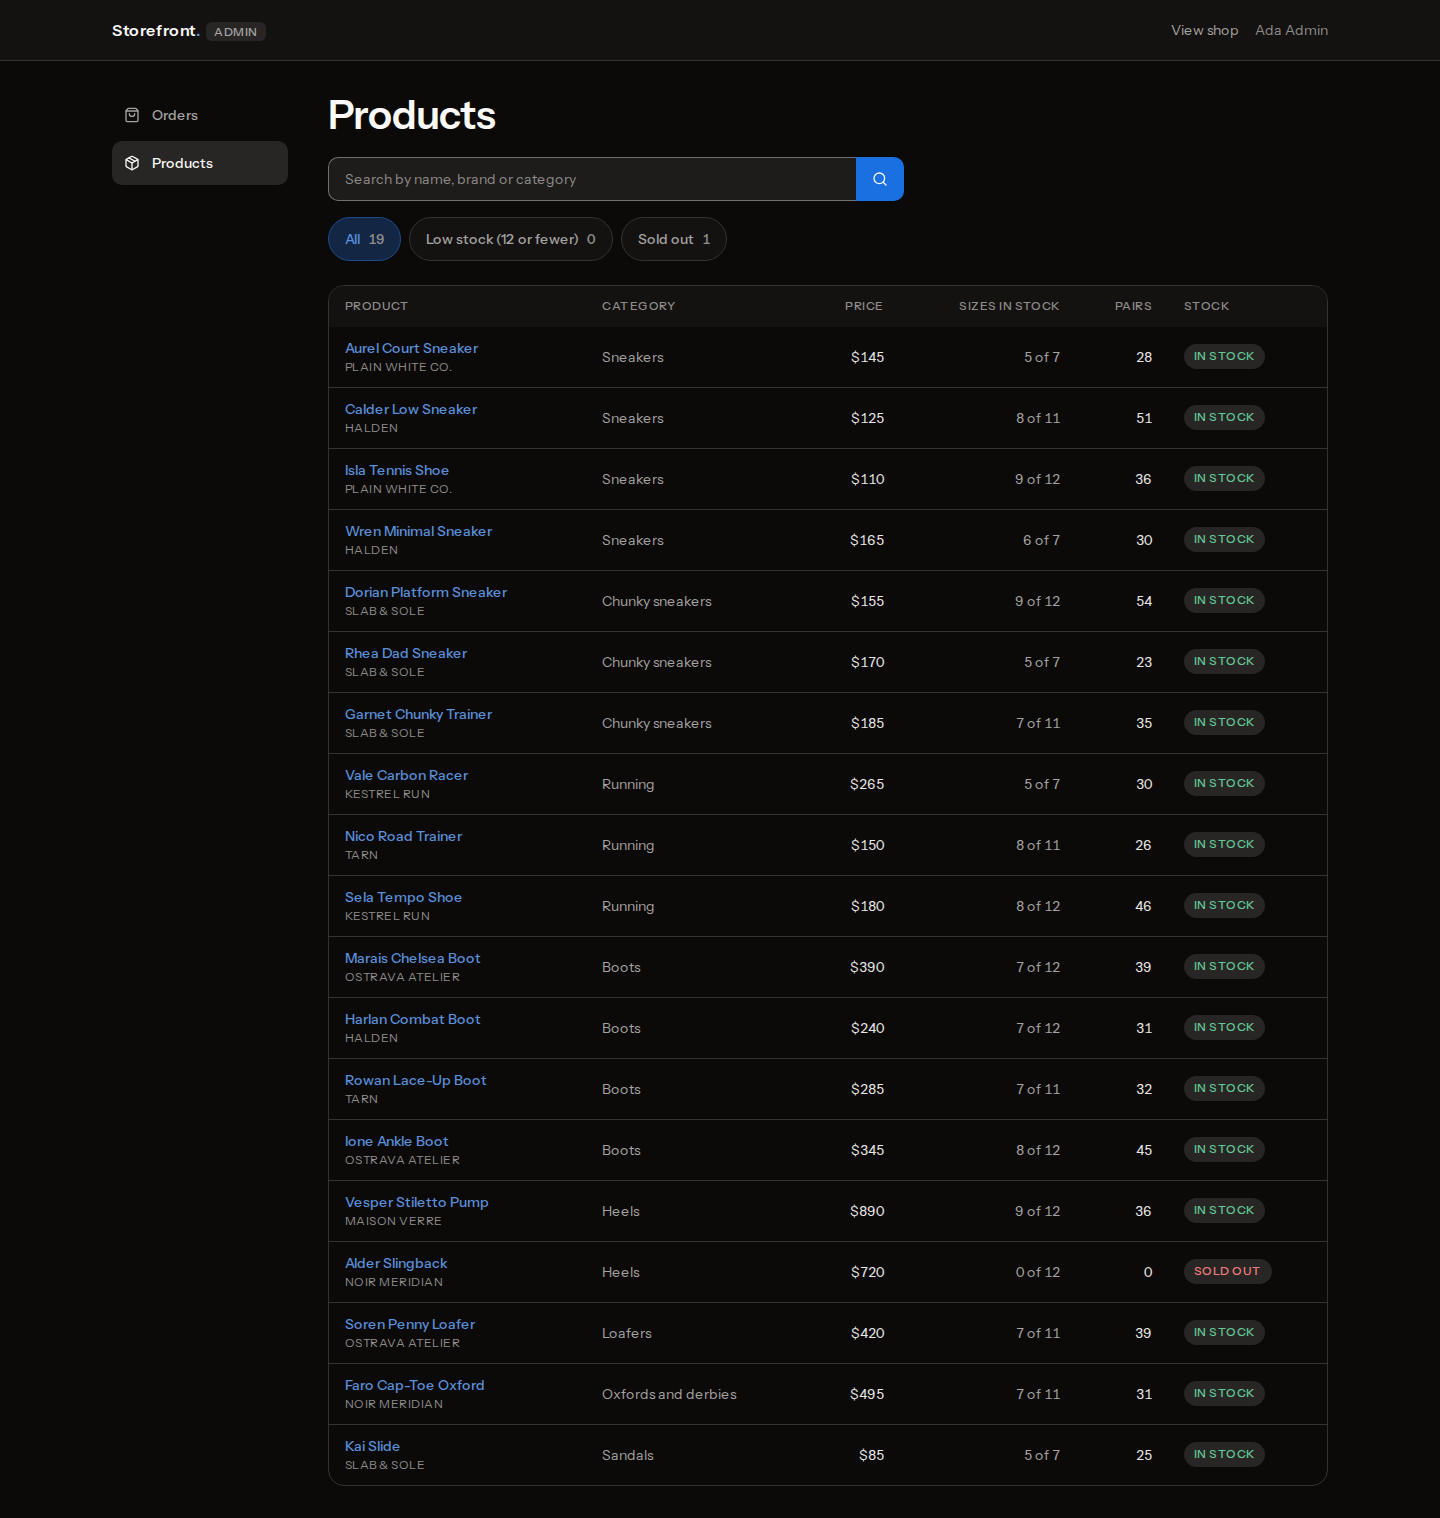 Storefront. ADMIN View shop Ada Admin
Orders
Products
Products
Search by name, brand or category
All 19 Low stock (12 or fewer) 0 Sold out 1
PRODUCT CATEGORY PRICE SIZES IN STOCK PAIRS STOCK
Aurel Court Sneaker
PLAIN WHITE CO.
Sneakers $145 5 of 7 28 IN STOCK
Calder Low Sneaker
HALDEN
Sneakers $125 8 of 11 51 IN STOCK
Isla Tennis Shoe
PLAIN WHITE CO.
Sneakers $110 9 of 12 36 IN STOCK
Wren Minimal Sneaker
HALDEN
Sneakers $165 6 of 7 30 IN STOCK
Dorian Platform Sneaker
SLAB & SOLE
Chunky sneakers $155 9 of 12 54 IN STOCK
Rhea Dad Sneaker
SLAB & SOLE
Chunky sneakers $170 5 of 7 23 IN STOCK
Garnet Chunky Trainer
SLAB & SOLE
Chunky sneakers $185 7 of 11 35 IN STOCK
Vale Carbon Racer
KESTREL RUN
Running $265 5 of 7 30 IN STOCK
Nico Road Trainer
TARN
Running $150 8 of 11 26 IN STOCK
Sela Tempo Shoe
KESTREL RUN
Running $180 8 of 12 46 IN STOCK
Marais Chelsea Boot
OSTRAVA ATELIER
Boots $390 7 of 12 39 IN STOCK
Harlan Combat Boot
HALDEN
Boots $240 7 of 12 31 IN STOCK
Rowan Lace-Up Boot
TARN
Boots $285 7 of 11 32 IN STOCK
Ione Ankle Boot
OSTRAVA ATELIER
Boots $345 8 of 12 45 IN STOCK
Vesper Stiletto Pump
MAISON VERRE
Heels $890 9 of 12 36 IN STOCK
Alder Slingback
NOIR MERIDIAN
Heels $720 0 of 12 0 SOLD OUT
Soren Penny Loafer
OSTRAVA ATELIER
Loafers $420 7 of 11 39 IN STOCK
Faro Cap-Toe Oxford
NOIR MERIDIAN
Oxfords and derbies $495 7 of 11 31 IN STOCK
Kai Slide
SLAB & SOLE
Sandals $85 5 of 7 25 IN STOCK